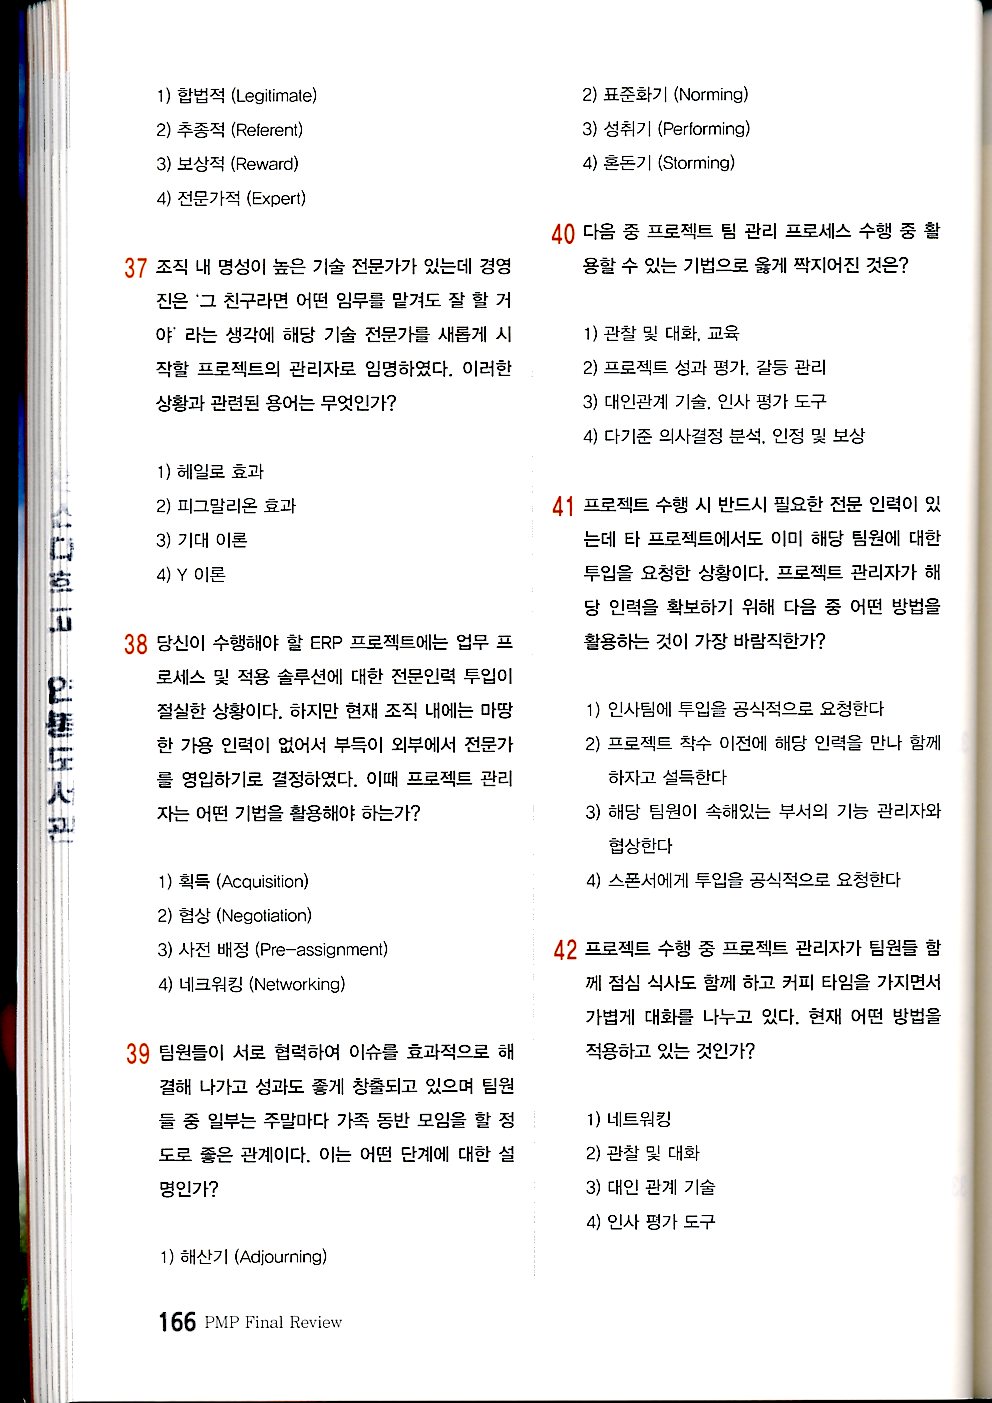 1) 합법적 (Legitimate)
2) 추종적 (Referent)
3) 보상적 (Reward)
4) 전문가적 (Expert)
37 조직 내 명성이 높은 기술 전문가가 있는데 경영
진은 ‘그 친구라면 어떤 임무를 맡겨도 잘 할 거
야’ 라는 생각에 해당 기술 전문가를 새롭게 시
작할 프로젝트의 관리자로 임명하였다. 이러한
상황과 관련된 용어는 무엇인가?
1) 헤일로 효과
2) 피그말리온 효과
3) 기대 이론
4) Y 이론
38 당신이 수행해야 할 ERP 프로젝트에는 업무 프
로세스 및 적용 솔루션에 대한 전문인력 투입이
절실한 상황이다. 하지만 현재 조직 내에는 마땅
한 가용 인력이 없어서 부득이 외부에서 전문가
를 영입하기로 결정하였다. 이때 프로젝트 관리
자는 어떤 기법을 활용해야 하는가?
1) 획득 (Acquisition)
2) 협상 (Negotiation)
3) 사전 배정 (Pre-assignment)
4) 네크워킹 (Networking)
39 팀원들이 서로 협력하여 이슈를 효과적으로 해
결해 나가고 성과도 좋게 창출되고 있으며 팀원
들 중 일부는 주말마다 가족 동반 모임을 할 정
도로 좋은 관계이다. 이는 어떤 단계에 대한 설
명인가?
1) 해산기 (Adjourning)
2) 표준화기 (Norming)
3) 성취기 (Performing)
4) 혼돈기 (Storming)
40 다음 중 프로젝트 팀 관리 프로세스 수행 중 활
용할 수 있는 기법으로 옳게 짝지어진 것은?
1) 관찰 및 대화, 교육
2) 프로젝트 성과 평가, 갈등 관리
3) 대인관계 기술, 인사 평가 도구
4) 다기준 의사결정 분석, 인정 및 보상
41 프로젝트 수행 시 반드시 필요한 전문 인력이 있
는데 타 프로젝트에서도 이미 해당 팀원에 대한
투입을 요청한 상황이다. 프로젝트 관리자가 해
당 인력을 확보하기 위해 다음 중 어떤 방법을
활용하는 것이 가장 바람직한가?
1) 인사팀에 투입을 공식적으로 요청한다
2) 프로젝트 착수 이전에 해당 인력을 만나 함께
하자고 설득한다
3) 해당 팀원이 속해있는 부서의 기능 관리자와
협상한다
4) 스폰서에게 투입을 공식적으로 요청한다
42 프로젝트 수행 중 프로젝트 관리자가 팀원들 함
께 점심 식사도 함께 하고 커피 타임을 가지면서
가볍게 대화를 나누고 있다. 현재 어떤 방법을
적용하고 있는 것인가?
1) 네트워킹
2) 관찰 및 대화
3) 대인 관계 기술
4) 인사 평가 도구
166 PMP Final Review